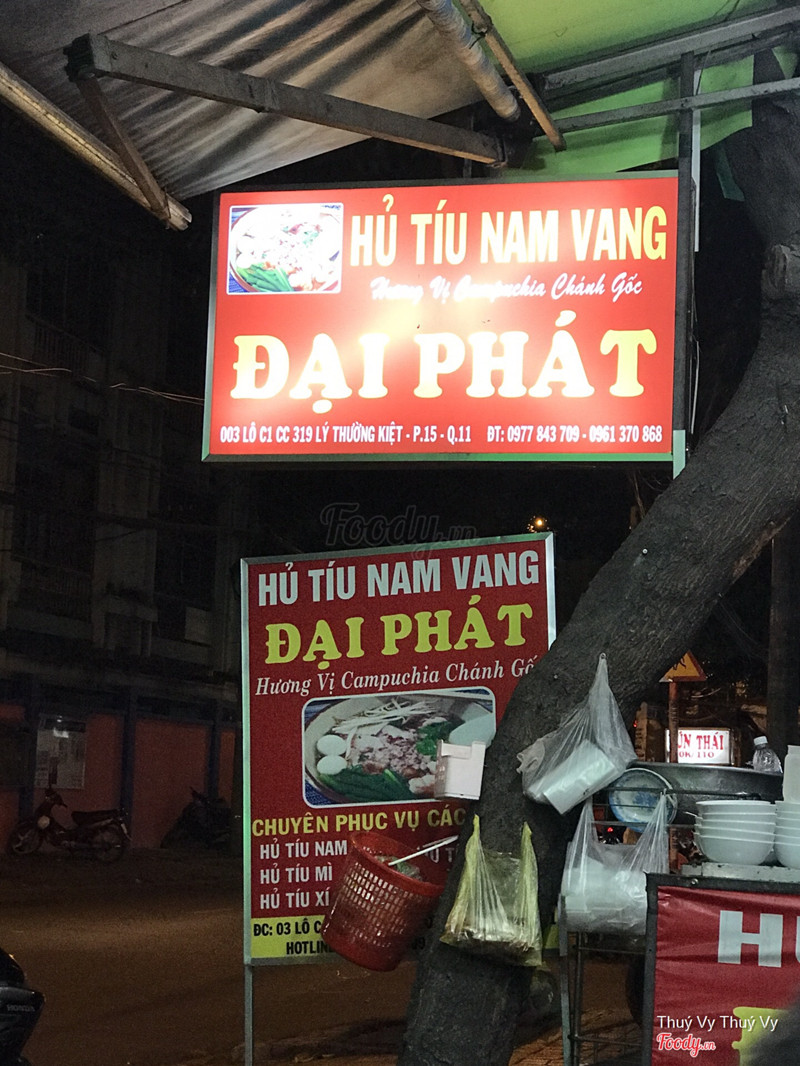 HỦ TÍU NAM VANG
Hương Vị Campuchia Chánh Gốc
ĐẠI PHÁT
003 LÔ C1 CC 319 LÝ THƯỜNG KIỆT - P.15 - Q.11 ĐT: 0977 843 709 - 0961 370 868
Foody.vn
HỦ TÍU NAM VANG
ĐẠI PHÁT
Hương Vị Campuchia Chánh Gố
CHUYÊN PHỤC VỤ CÁC
HỦ TÍU NAM
HỦ TÍU MÌ
HỦ TÍU XÍ
ĐC: 03 LÔ C
HOTLIN
ÚN THÁI
H
Thuý Vy Thuý Vy
Foody.vn